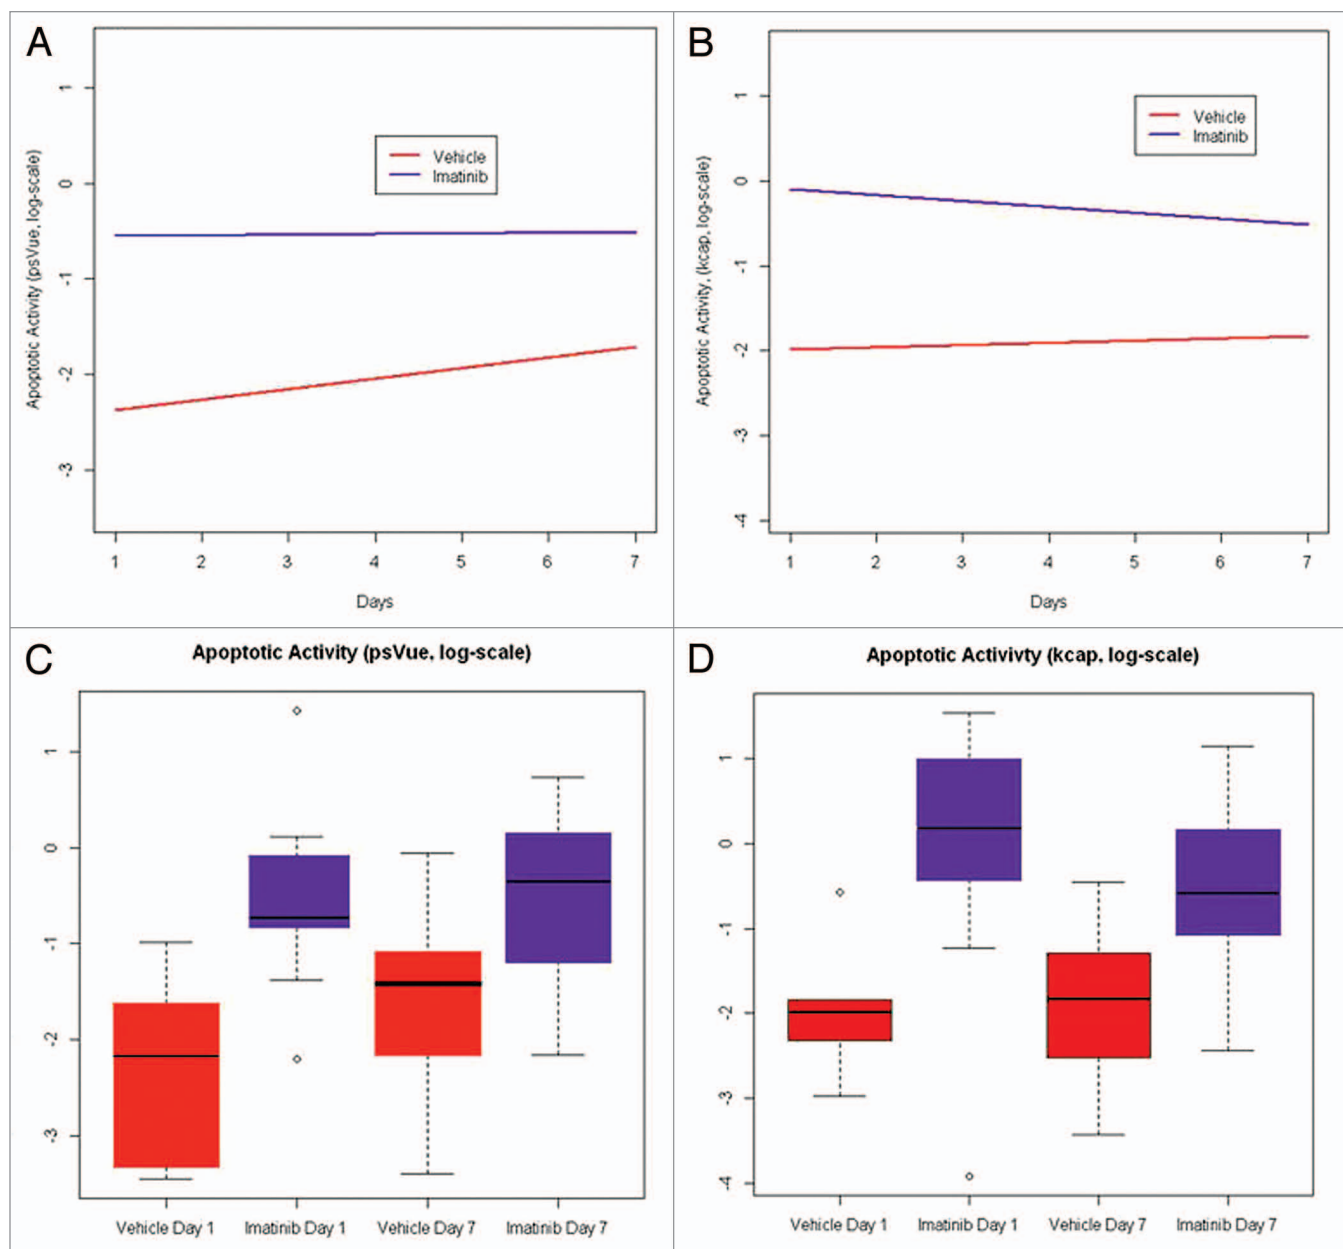 A
Apoptotic Activity (psVue, log-scale)
1
0
-1
-2
-3
Vehicle
Imatinib
1 2 3 4 5 6 7
Days
B
Apoptotic Activity, (kcap, log-scale)
1
0
-1
-2
-3
-4
Vehicle
Imatinib
1 2 3 4 5 6 7
Days
C
Apoptotic Activity (psVue, log-scale)
1
0
-1
-2
-3
Vehicle Day 1 Imatinib Day 1 Vehicle Day 7 Imatinib Day 7
D
Apoptotic Activivty (kcap, log-scale)
1
0
-1
-2
-3
-4
Vehicle Day 1 Imatinib Day 1 Vehicle Day 7 Imatinib Day 7